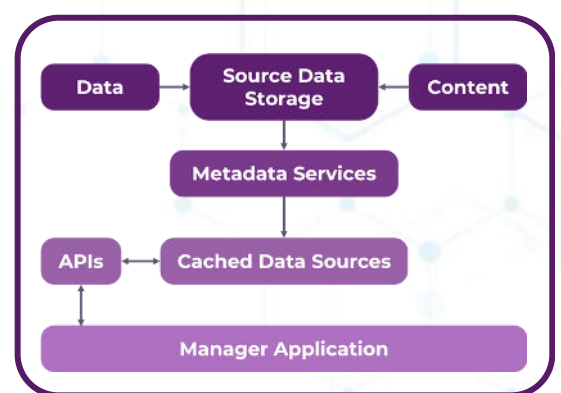 Data
Source Data
Storage
Content
Metadata Services
APIs
Cached Data Sources
Manager Application